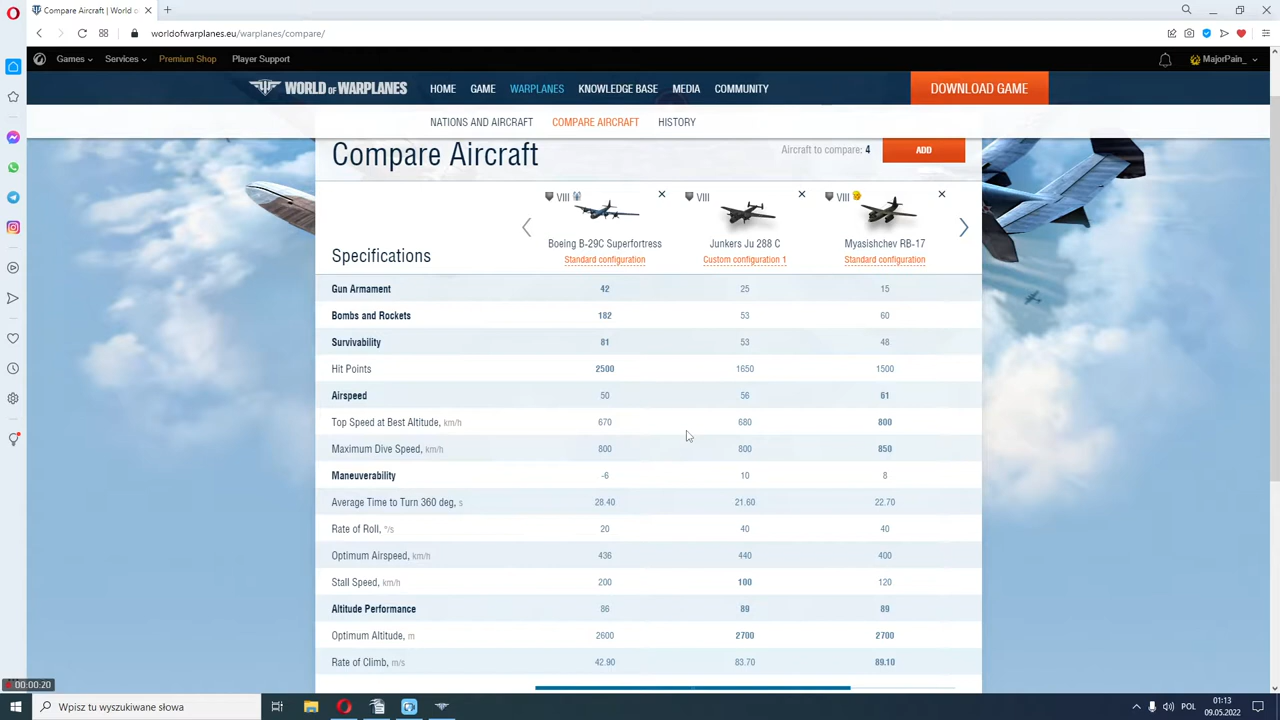 Compare Aircraft | World of
worldofwarplanes.eu/warplanes/compare/
Games Services Premium Shop Player Support MajorPain_
WORLD OF WARPLANES HOME GAME WARPLANES KNOWLEDGE BASE MEDIA COMMUNITY DOWNLOAD GAME
NATIONS AND AIRCRAFT COMPARE AIRCRAFT HISTORY
Compare Aircraft Aircraft to compare: 4 ADD
VIII VIII VIII
Boeing B-29C Superfortress Junkers Ju 288 C Myasishchev RB-17
Specifications Standard configuration Custom configuration 1 Standard configuration
Gun Armament 42 25 15
Bombs and Rockets 182 53 60
Survivability 81 53 48
Hit Points 2500 1650 1500
Airspeed 50 56 61
Top Speed at Best Altitude, km/h 670 680 800
Maximum Dive Speed, km/h 800 800 850
Maneuverability -6 10 8
Average Time to Turn 360 deg, s 28.40 21.60 22.70
Rate of Roll, °/s 20 40 40
Optimum Airspeed, km/h 436 440 400
Stall Speed, km/h 200 100 120
Altitude Performance 86 89 89
Optimum Altitude, m 2600 2700 2700
Rate of Climb, m/s 42.90 83.70 89.10
00:00:20
Wpisz tu wyszukiwane słowa POL 01:13
09.05.2022